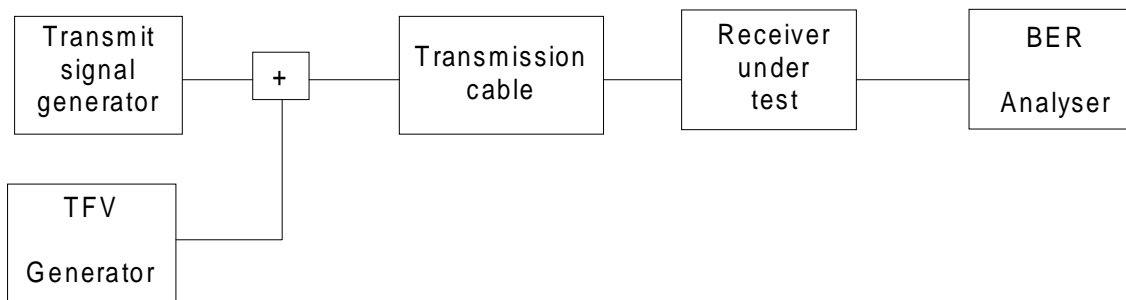 Transmit
signal
generator
+
Transmission
cable
Receiver
under
test
BER
Analyser
TFV
Generator